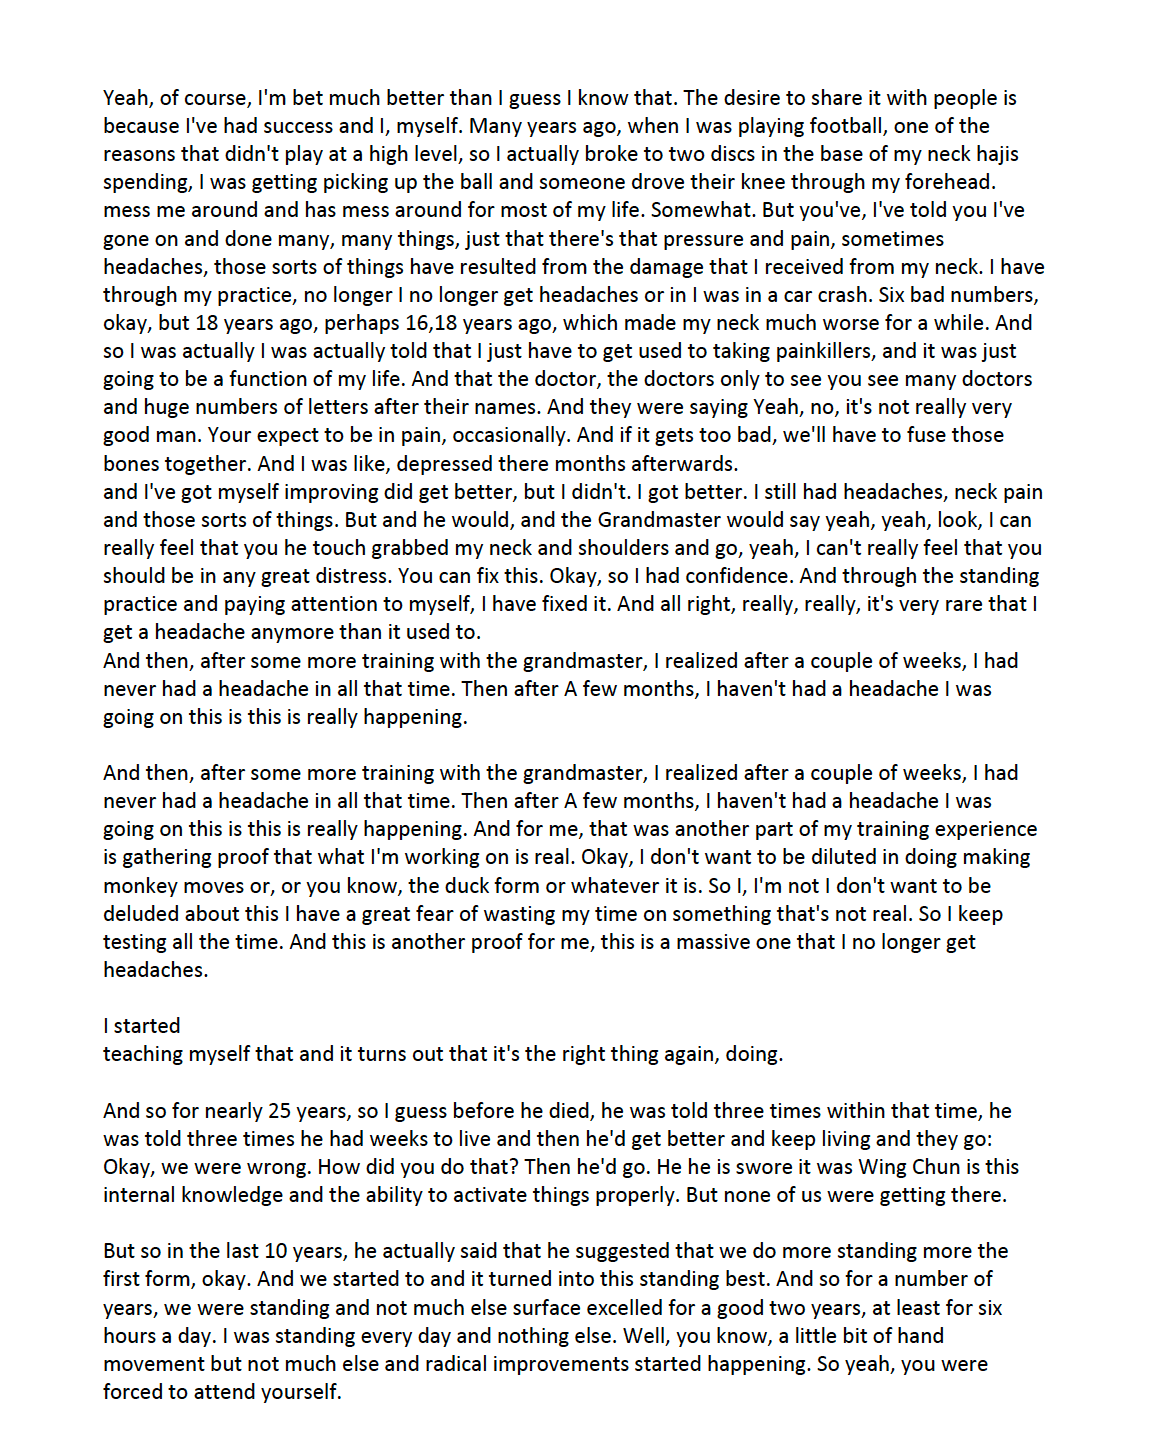 Yeah, of course, I'm bet much better than I guess I know that. The desire to share it with people is
because I've had success and I, myself. Many years ago, when I was playing football, one of the
reasons that didn't play at a high level, so I actually broke to two discs in the base of my neck hajis
spending, I was getting picking up the ball and someone drove their knee through my forehead.
mess me around and has mess around for most of my life. Somewhat. But you've, I've told you I've
gone on and done many, many things, just that there's that pressure and pain, sometimes
headaches, those sorts of things have resulted from the damage that I received from my neck. I have
through my practice, no longer I no longer get headaches or in I was in a car crash. Six bad numbers,
okay, but 18 years ago, perhaps 16,18 years ago, which made my neck much worse for a while. And
so I was actually I was actually told that I just have to get used to taking painkillers, and it was just
going to be a function of my life. And that the doctor, the doctors only to see you see many doctors
and huge numbers of letters after their names. And they were saying Yeah, no, it's not really very
good man. Your expect to be in pain, occasionally. And if it gets too bad, we'll have to fuse those
bones together. And I was like, depressed there months afterwards.
and I've got myself improving did get better, but I didn't. I got better. I still had headaches, neck pain
and those sorts of things. But and he would, and the Grandmaster would say yeah, yeah, look, I can
really feel that you he touch grabbed my neck and shoulders and go, yeah, I can't really feel that you
should be in any great distress. You can fix this. Okay, so I had confidence. And through the standing
practice and paying attention to myself, I have fixed it. And all right, really, really, it's very rare that I
get a headache anymore than it used to.
And then, after some more training with the grandmaster, I realized after a couple of weeks, I had
never had a headache in all that time. Then after A few months, I haven't had a headache I was
going on this is this is really happening.
And then, after some more training with the grandmaster, I realized after a couple of weeks, I had
never had a headache in all that time. Then after A few months, I haven't had a headache I was
going on this is this is really happening. And for me, that was another part of my training experience
is gathering proof that what I'm working on is real. Okay, I don't want to be diluted in doing making
monkey moves or, or you know, the duck form or whatever it is. So I, I'm not I don't want to be
deluded about this I have a great fear of wasting my time on something that's not real. So I keep
testing all the time. And this is another proof for me, this is a massive one that I no longer get
headaches.
I started
teaching myself that and it turns out that it's the right thing again, doing.
And so for nearly 25 years, so I guess before he died, he was told three times within that time, he
was told three times he had weeks to live and then he'd get better and keep living and they go:
Okay, we were wrong. How did you do that? Then he'd go. He he is swore it was Wing Chun is this
internal knowledge and the ability to activate things properly. But none of us were getting there.
But so in the last 10 years, he actually said that he suggested that we do more standing more the
first form, okay. And we started to and it turned into this standing best. And so for a number of
years, we were standing and not much else surface excelled for a good two years, at least for six
hours a day. I was standing every day and nothing else. Well, you know, a little bit of hand
movement but not much else and radical improvements started happening. So yeah, you were
forced to attend yourself.